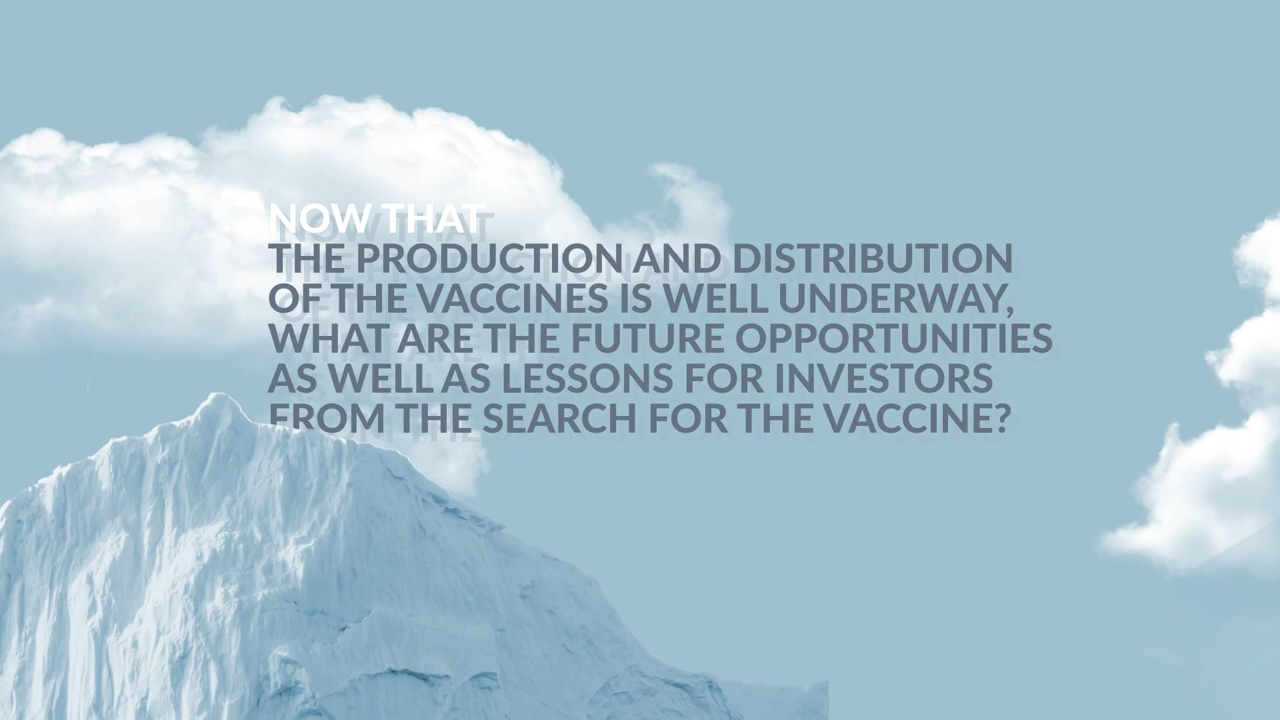 NOW THAT
THE PRODUCTION AND DISTRIBUTION
OF THE VACCINES IS WELL UNDERWAY,
WHAT ARE THE FUTURE OPPORTUNITIES
AS WELL AS LESSONS FOR INVESTORS
FROM THE SEARCH FOR THE VACCINE?